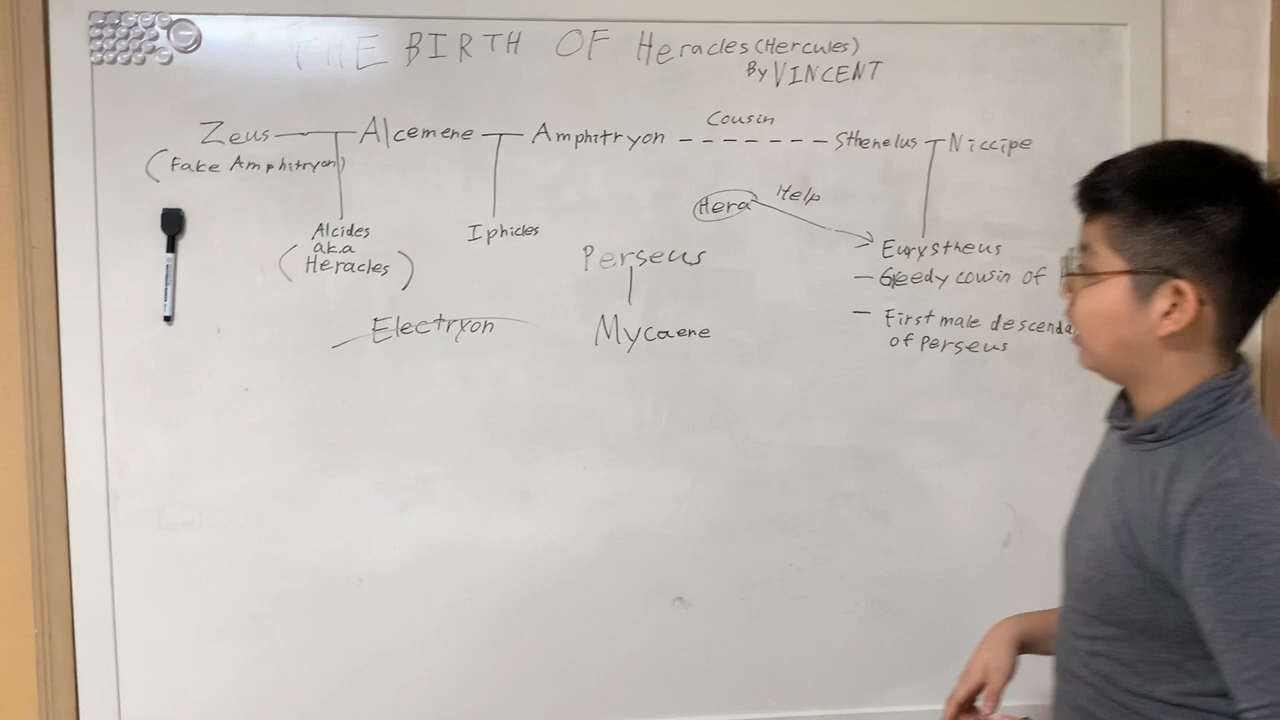 THE BIRTH OF Heracles (Hercules)
By VINCENT
Zeus Alcemene Amphitryon Cousin Sthenelus Niccipe
(Fake Amphitryon)
Hera Help
Alcides
a.k.a
(Heracles)
Iphicles
Perseus
Mycaene
Electryon
Eurystheus
- Greedy cousin of
- First male descenda
of Perseus